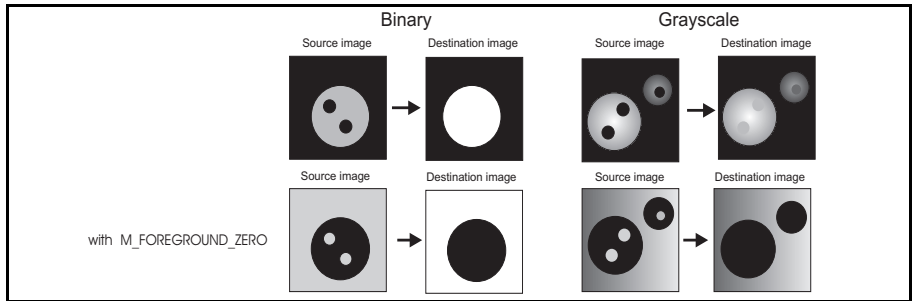 Binary Grayscale
Source image Destination image Source image Destination image
Source image Destination image Source image Destination image
with M_FOREGROUND_ZERO